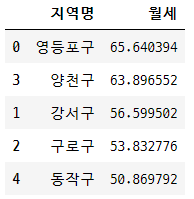 지역명 월세
0 영등포구 65.640394
3 양천구 63.896552
1 강서구 56.599502
2 구로구 53.832776
4 동작구 50.869792